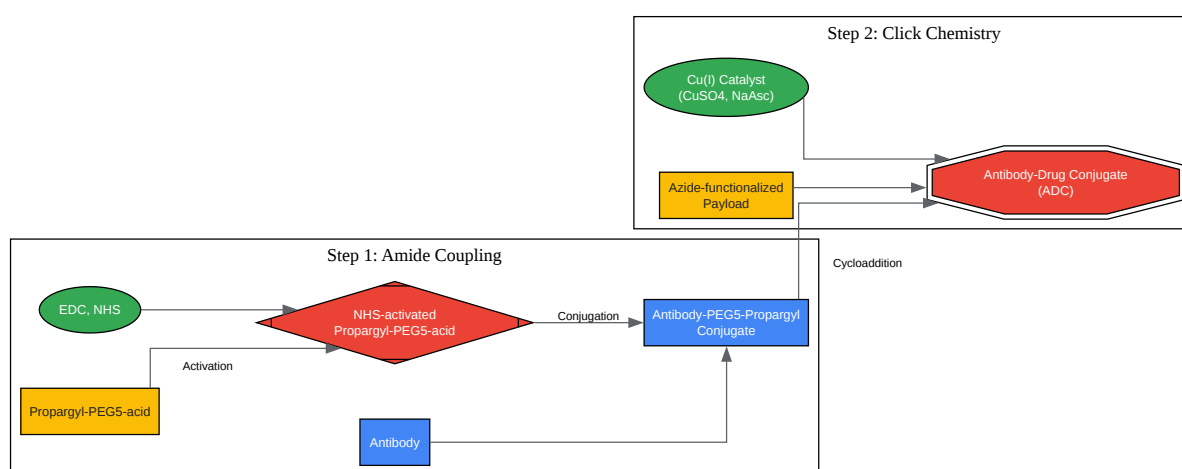 Step 2: Click Chemistry
Cu(I) Catalyst
(CuSO4, NaAsc)
Azide-functionalized
Payload
Antibody-Drug Conjugate
(ADC)
Cycloaddition
Step 1: Amide Coupling
EDC, NHS
NHS-activated
Propargyl-PEG5-acid
Conjugation
Antibody-PEG5-Propargyl
Conjugate
Activation
Propargyl-PEG5-acid
Antibody